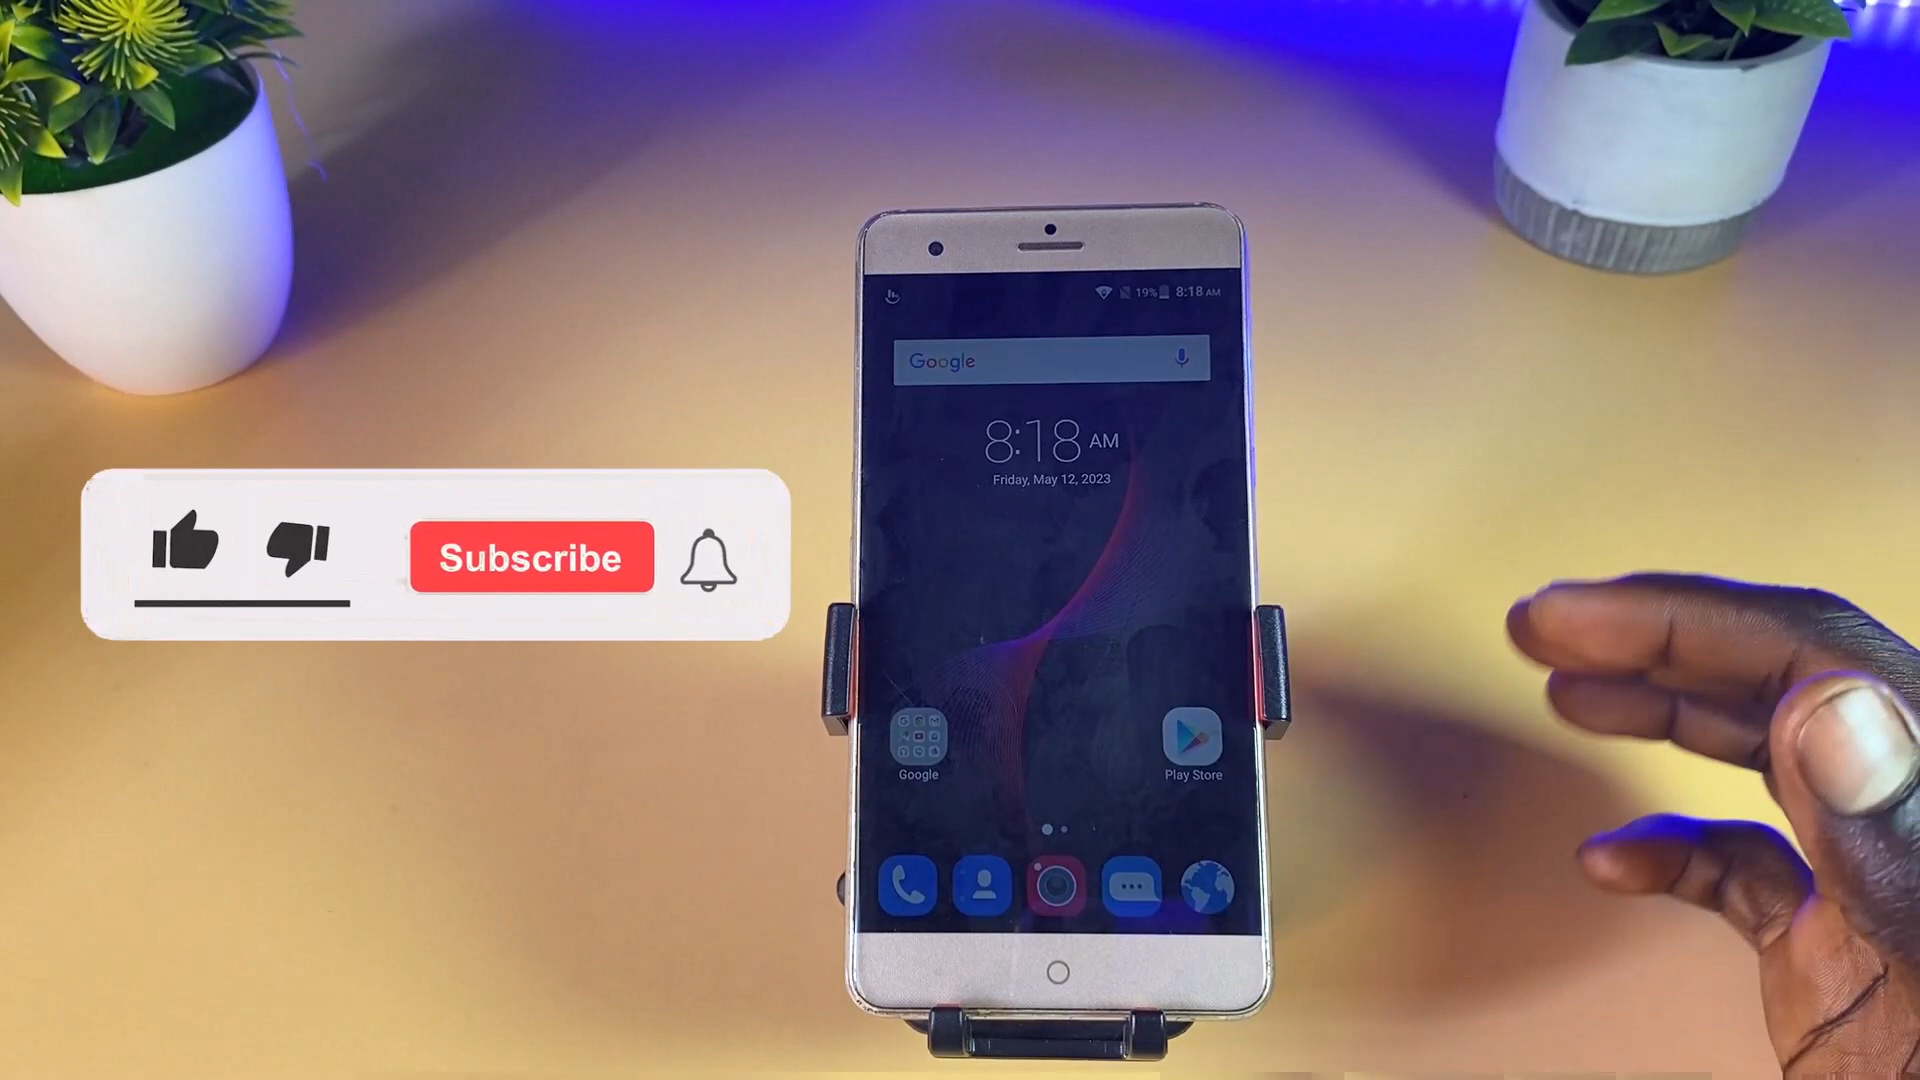 19% 8:18 AM
Google
8:18 AM
Friday, May 12, 2023
Subscribe
Google
Play Store